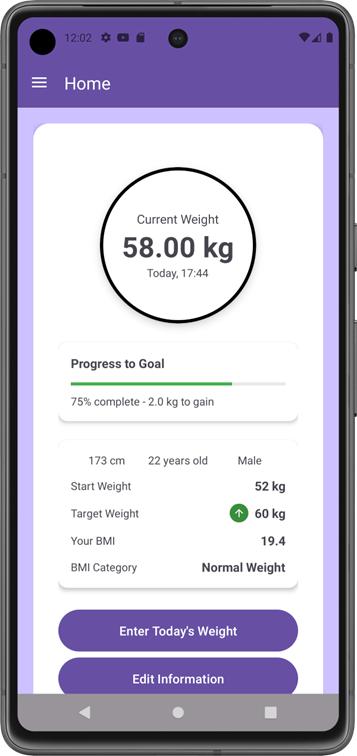 12:02
Home
Current Weight
58.00 kg
Today, 17:44
Progress to Goal
75% complete - 2.0 kg to gain
173 cm 22 years old Male
Start Weight 52 kg
Target Weight 60 kg
Your BMI 19.4
BMI Category Normal Weight
Enter Today's Weight
Edit Information